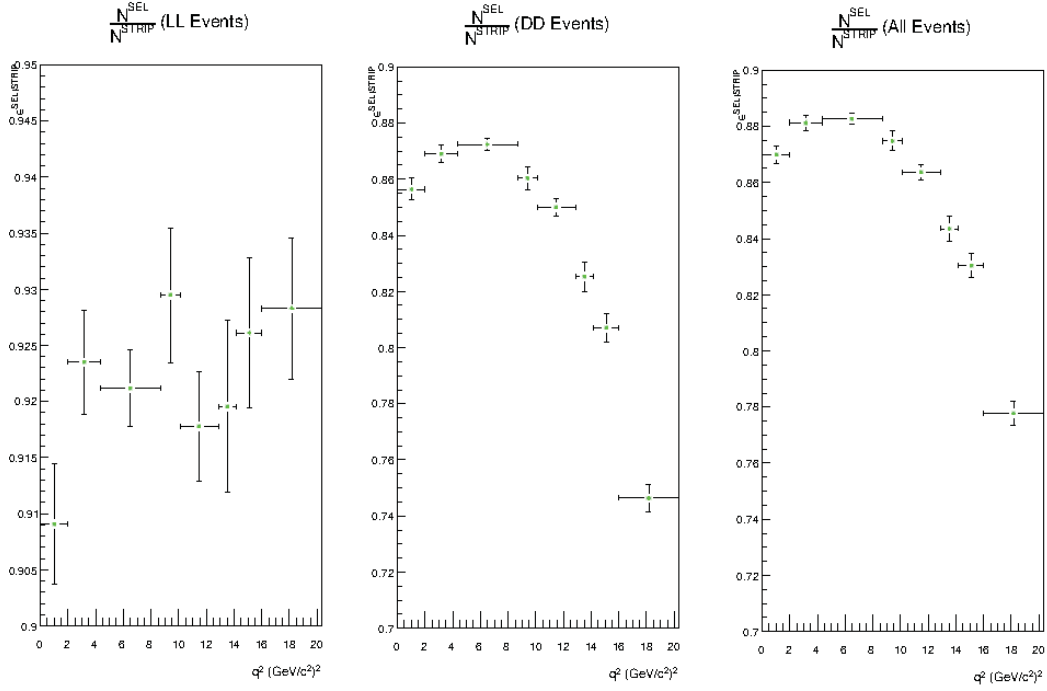 N^SEL
N^STRIP (LL Events)
ϵ^SEL|STRIP
0.95
0.945
0.94
0.935
0.93
0.925
0.92
0.915
0.91
0.905
0.9
0 2 4 6 8 10 12 14 16 18 20
q² (GeV/c²)²
N^SEL
N^STRIP (DD Events)
ϵ^SEL|STRIP
0.9
0.88
0.86
0.84
0.82
0.8
0.78
0.76
0.74
0.72
0.7
0 2 4 6 8 10 12 14 16 18 20
q² (GeV/c²)²
N^SEL
N^STRIP (All Events)
ϵ^SEL|STRIP
0.9
0.88
0.86
0.84
0.82
0.8
0.78
0.76
0.74
0.72
0.7
0 2 4 6 8 10 12 14 16 18 20
q² (GeV/c²)²